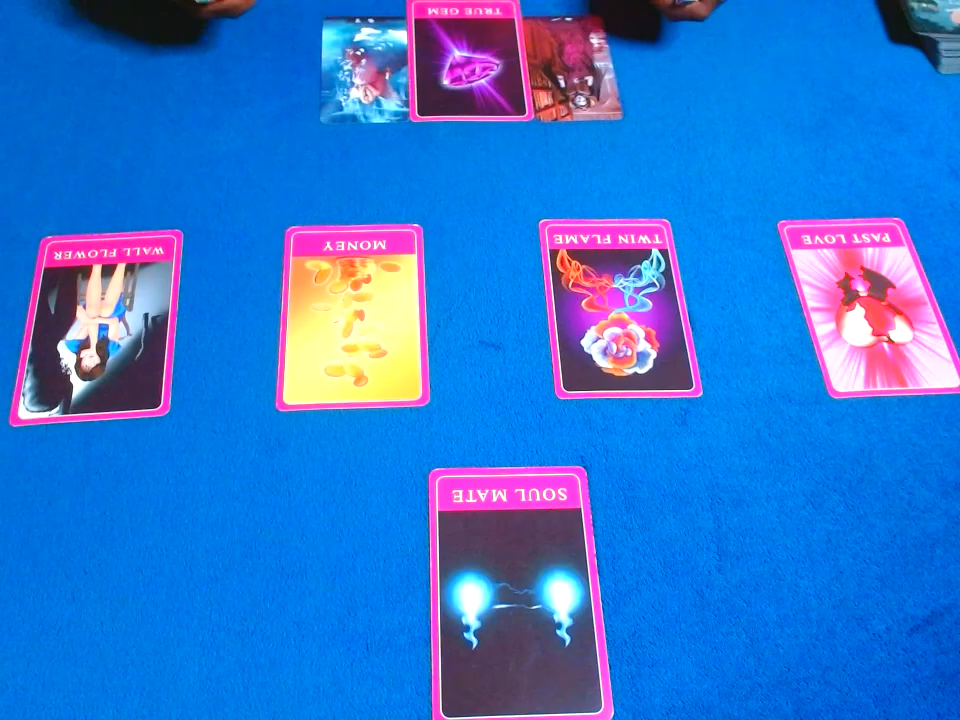 TRUE GEM
WALL FLOWER
MONEY
TWIN FLAME
PAST LOVE
SOUL MATE